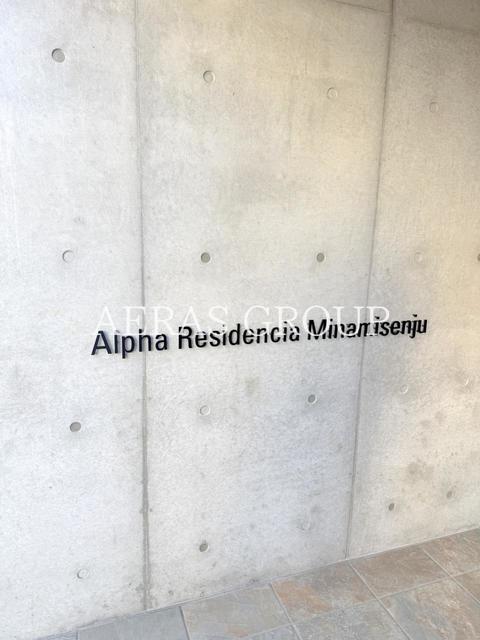 AFRAS GROUP
Alpha Residencia Minamisenju